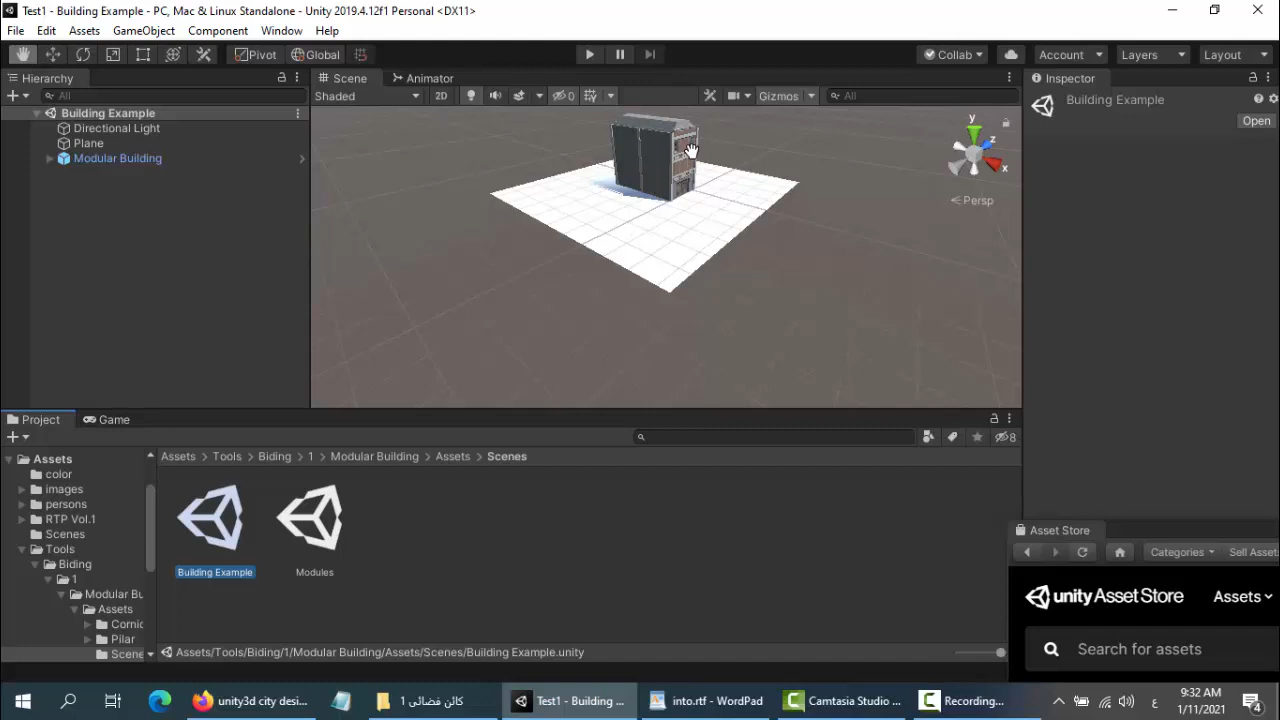 Test1 - Building Example - PC, Mac & Linux Standalone - Unity 2019.4.12f1 Personal <DX11>
File Edit Assets GameObject Component Window Help
Pivot Global Collab Account Layers Layout
Hierarchy
All
Building Example
Directional Light
Plane
Modular Building
Scene Animator
Shaded 2D 0 Gizmos All
y
z
x
Persp
Inspector
Building Example
Open
Project Game
8
Assets
color
images
persons
RTP Vol.1
Scenes
Tools
Biding
1
Modular Bu
Assets
Cornic
Pilar
Scene
Assets > Tools > Biding > 1 > Modular Building > Assets > Scenes
Building Example
Modules
Assets/Tools/Biding/1/Modular Building/Assets/Scenes/Building Example.unity
Asset Store
Categories Sell Asset
unity Asset Store Assets
Search for assets
unity3d city desi...
كائن فضائى 1
Test1 - Building ...
into.rtf - WordPad
Camtasia Studio ...
Recording...
ع
9:32 AM
1/11/2021
4